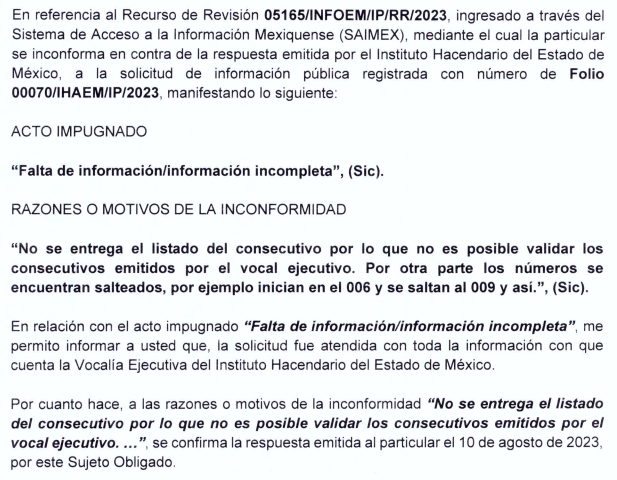 En referencia al Recurso de Revisión 05165/INFOEM/IP/RR/2023, ingresado a través del
Sistema de Acceso a la Información Mexiquense (SAIMEX), mediante el cual la particular
se inconforma en contra de la respuesta emitida por el Instituto Hacendario del Estado de
México, a la solicitud de información pública registrada con número de Folio
00070/IHAEM/IP/2023, manifestando lo siguiente:
ACTO IMPUGNADO
“Falta de información/información incompleta”, (Sic).
RAZONES O MOTIVOS DE LA INCONFORMIDAD
“No se entrega el listado del consecutivo por lo que no es posible validar los
consecutivos emitidos por el vocal ejecutivo. Por otra parte los números se
encuentran salteados, por ejemplo inician en el 006 y se saltan al 009 y así.”, (Sic).
En relación con el acto impugnado “Falta de información/información incompleta”, me
permito informar a usted que, la solicitud fue atendida con toda la información con que
cuenta la Vocalía Ejecutiva del Instituto Hacendario del Estado de México.
Por cuanto hace, a las razones o motivos de la inconformidad “No se entrega el listado
del consecutivo por lo que no es posible validar los consecutivos emitidos por el
vocal ejecutivo. …”, se confirma la respuesta emitida al particular el 10 de agosto de 2023,
por este Sujeto Obligado.